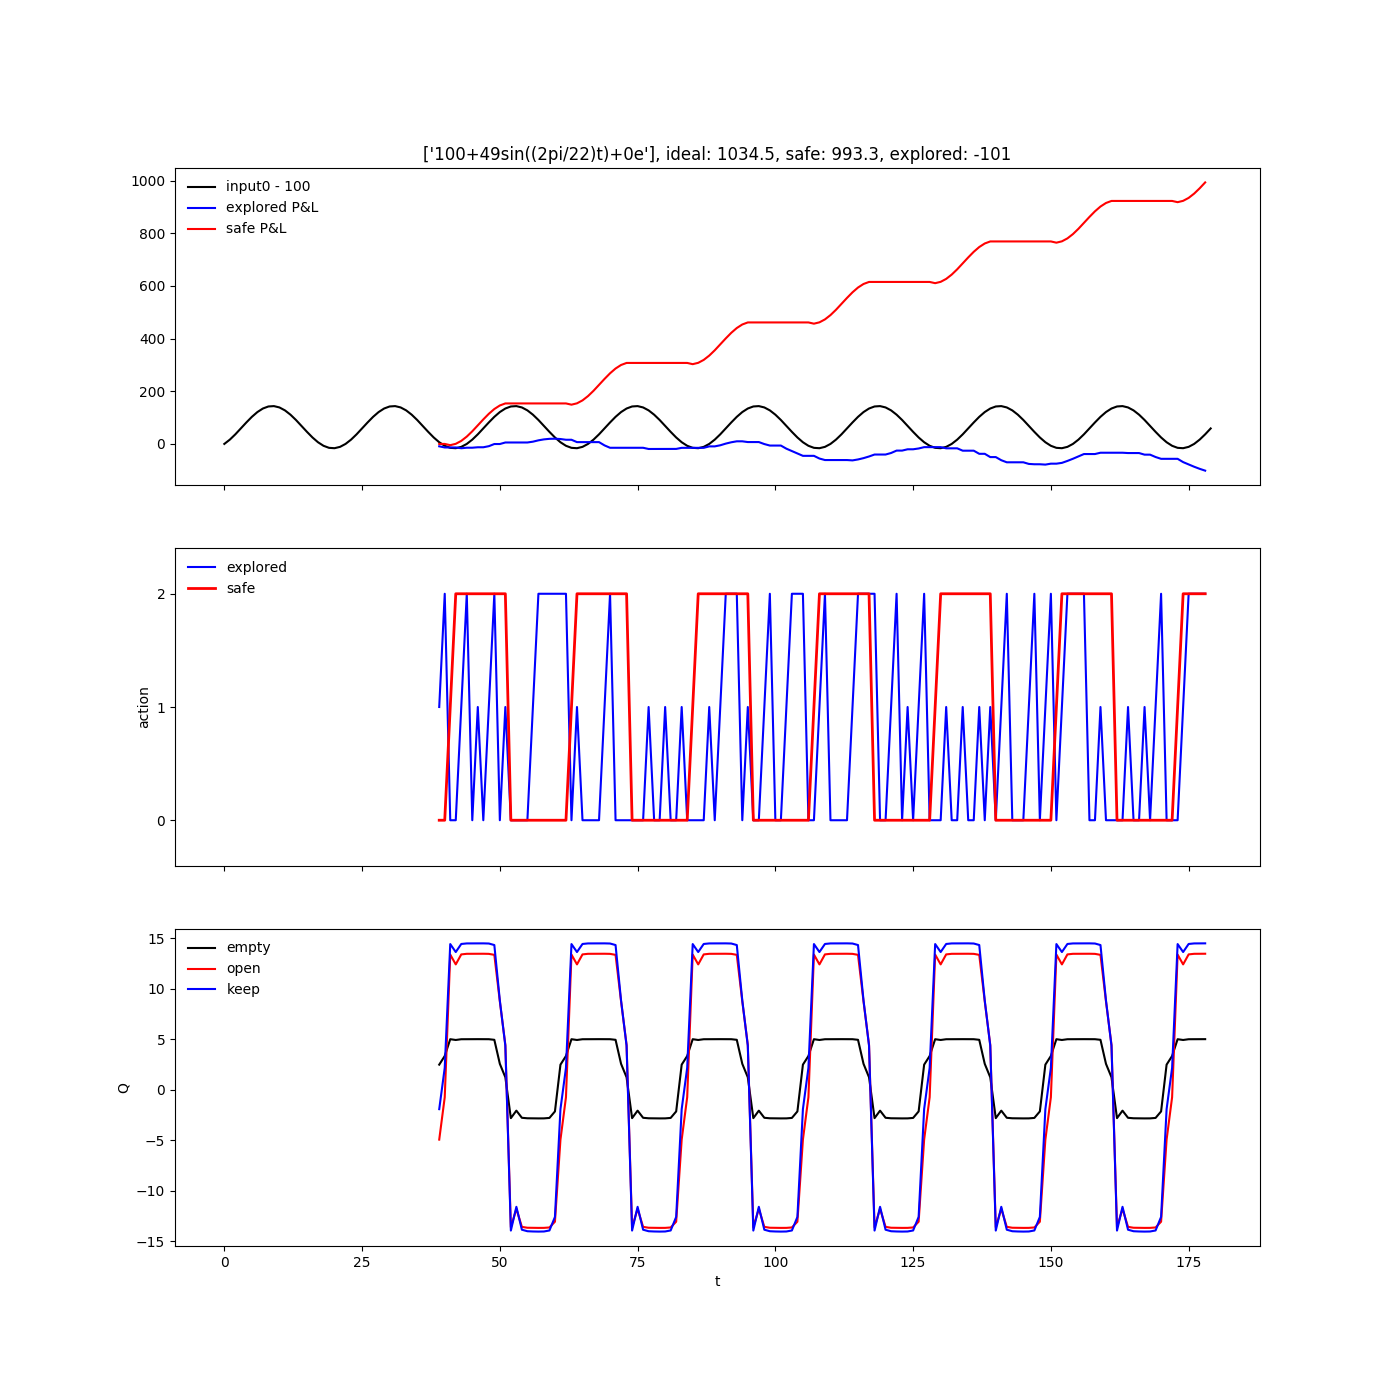 ['100+49sin((2pi/22)t)+0e'], ideal: 1034.5, safe: 993.3, explored: -101
1000
800
600
400
200
0
input0 - 100
explored P&L
safe P&L
action
2
1
0
explored
safe
Q
15
10
5
0
−5
−10
−15
empty
open
keep
0 25 50 75 100 125 150 175
t